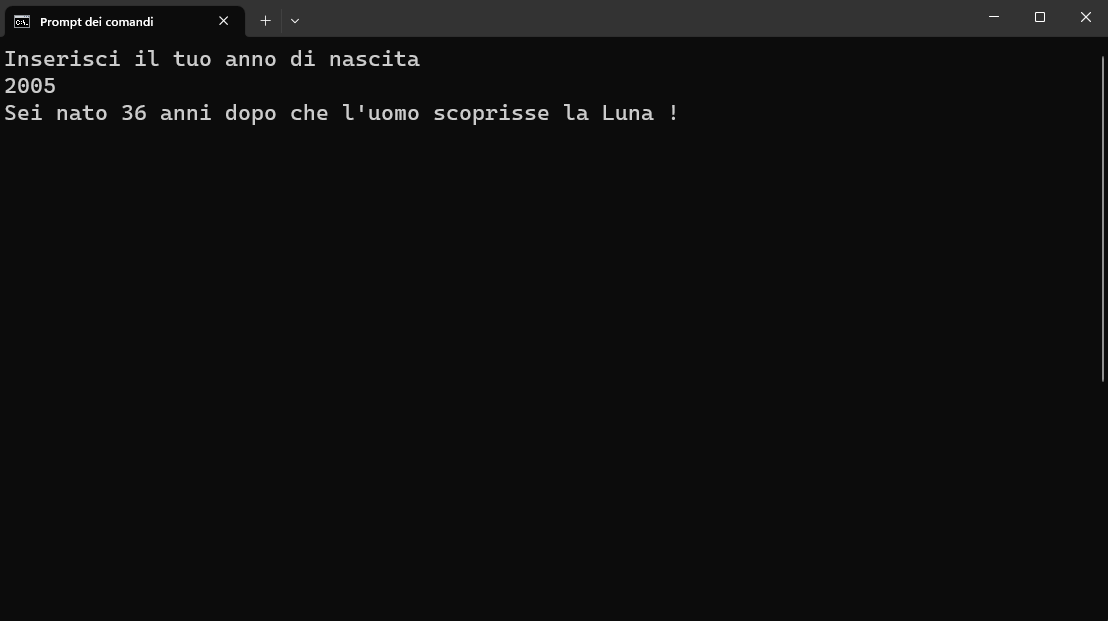 Prompt dei comandi
Inserisci il tuo anno di nascita
2005
Sei nato 36 anni dopo che l'uomo scoprisse la Luna !